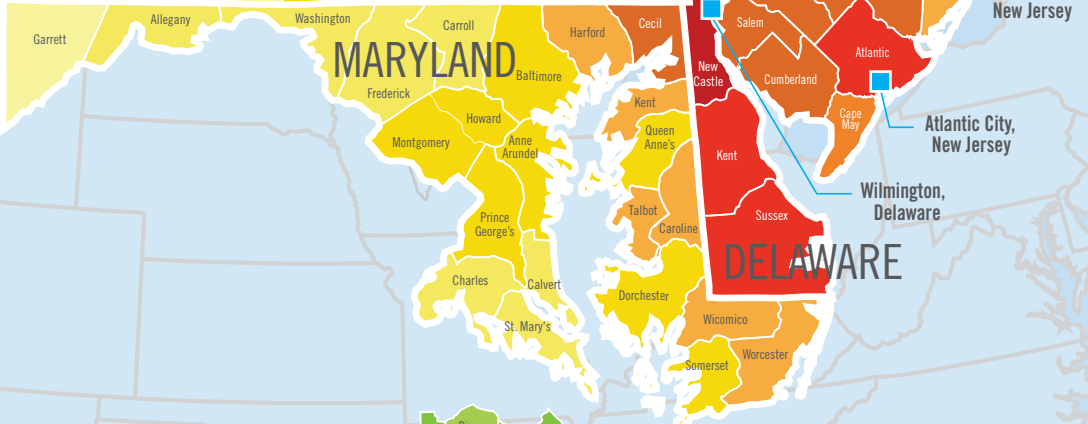 New Jersey
Allegany
Washington
Carroll
Cecil
Salem
Garrett
Harford
Atlantic
MARYLAND
Baltimore
New
Castle
Cumberland
Frederick
Kent
Cape
May
Howard
Atlantic City,
New Jersey
Montgomery
Anne
Arundel
Queen
Anne's
Kent
Wilmington,
Delaware
Talbot
Sussex
Prince
George's
Caroline
DELAWARE
Charles
Calvert
Dorchester
St. Mary's
Wicomico
Worcester
Somerset